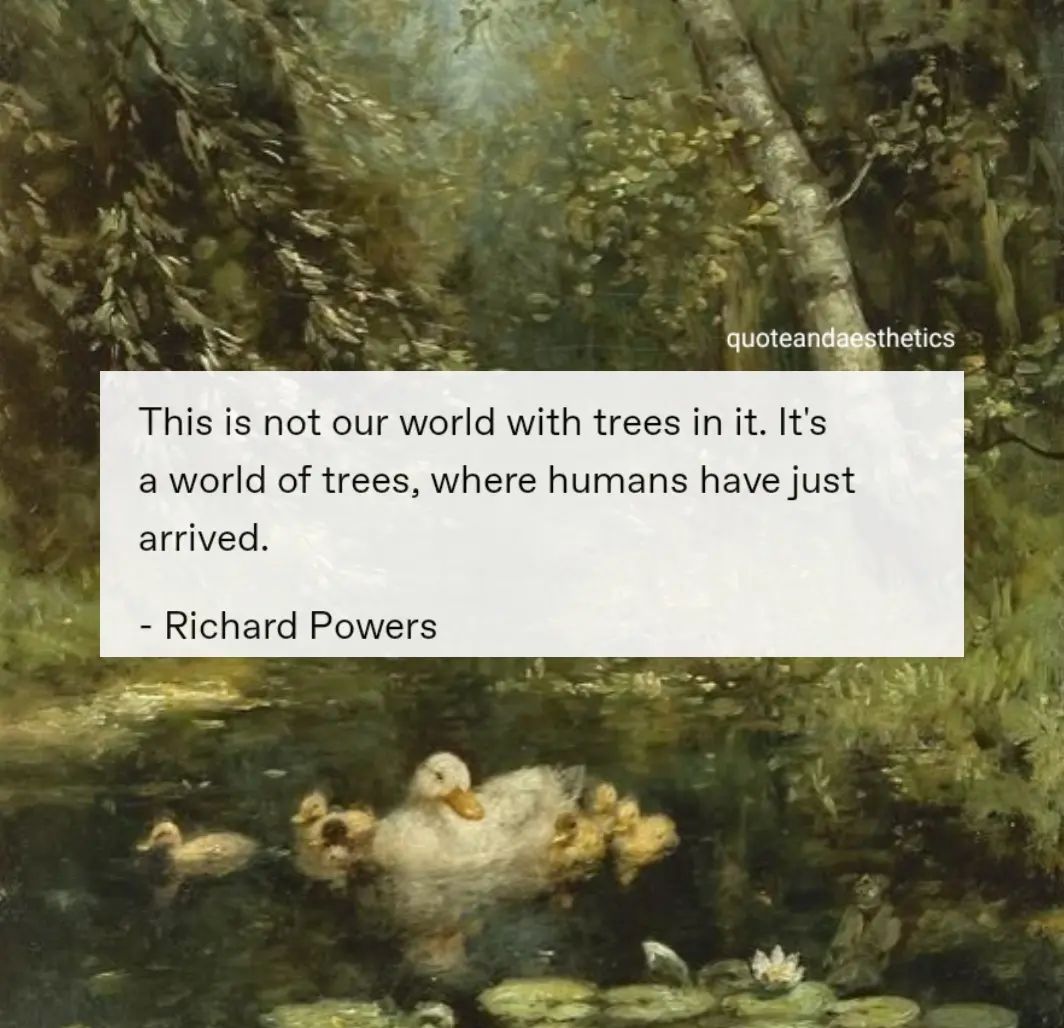 quoteandaesthetics
This is not our world with trees in it. It's
a world of trees, where humans have just
arrived.
- Richard Powers